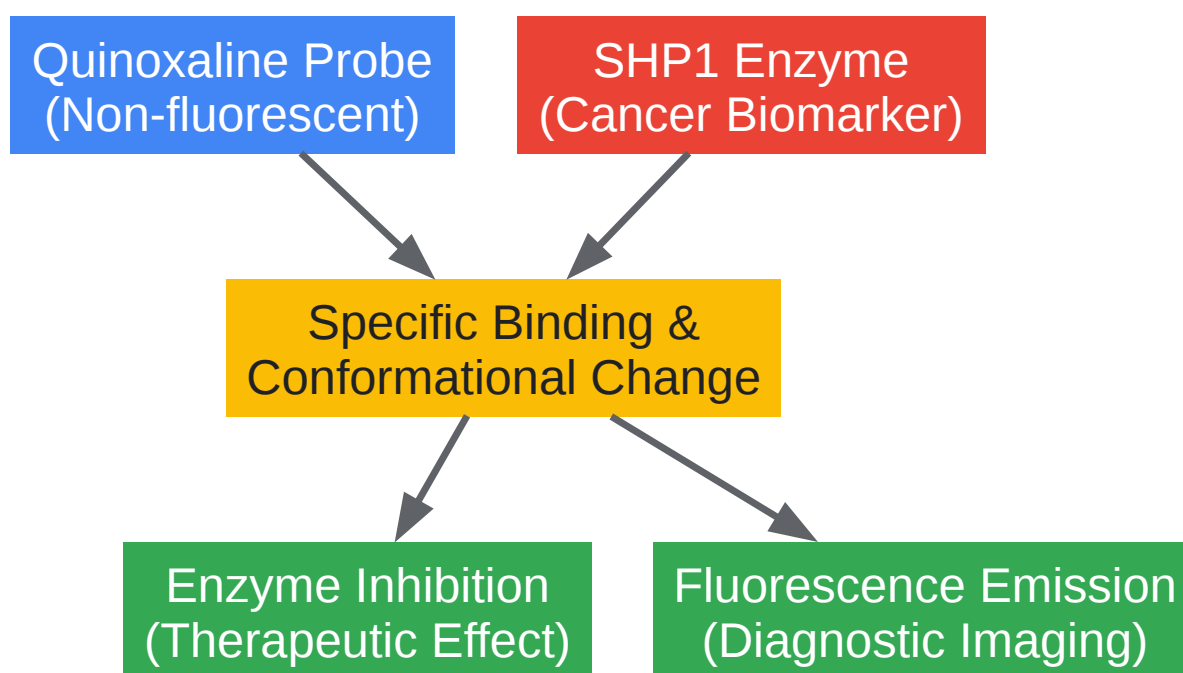 Quinoxaline Probe
(Non-fluorescent)
SHP1 Enzyme
(Cancer Biomarker)
Specific Binding &
Conformational Change
Enzyme Inhibition
(Therapeutic Effect)
Fluorescence Emission
(Diagnostic Imaging)